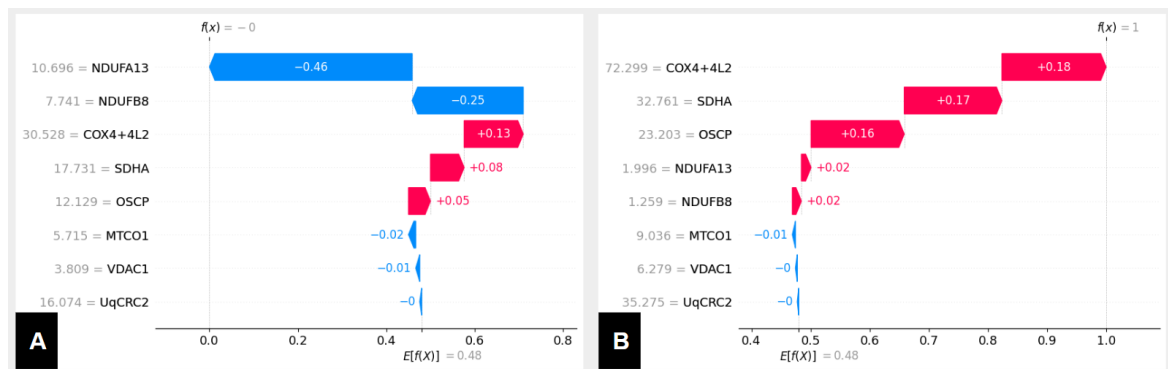 f(x) = − 0
10.696 = NDUFA13
−0.46
7.741 = NDUFB8
−0.25
30.528 = COX4+4L2
+0.13
17.731 = SDHA
+0.08
12.129 = OSCP
+0.05
5.715 = MTCO1
−0.02
3.809 = VDAC1
−0.01
16.074 = UqCRC2
−0
0.0 0.2 0.4 0.6 0.8
E[f(X)] = 0.48
A
f(x) = 1
72.299 = COX4+4L2
+0.18
32.761 = SDHA
+0.17
23.203 = OSCP
+0.16
1.996 = NDUFA13
+0.02
1.259 = NDUFB8
+0.02
9.036 = MTCO1
−0.01
6.279 = VDAC1
−0
35.275 = UqCRC2
−0
0.4 0.5 0.6 0.7 0.8 0.9 1.0
E[f(X)] = 0.48
B